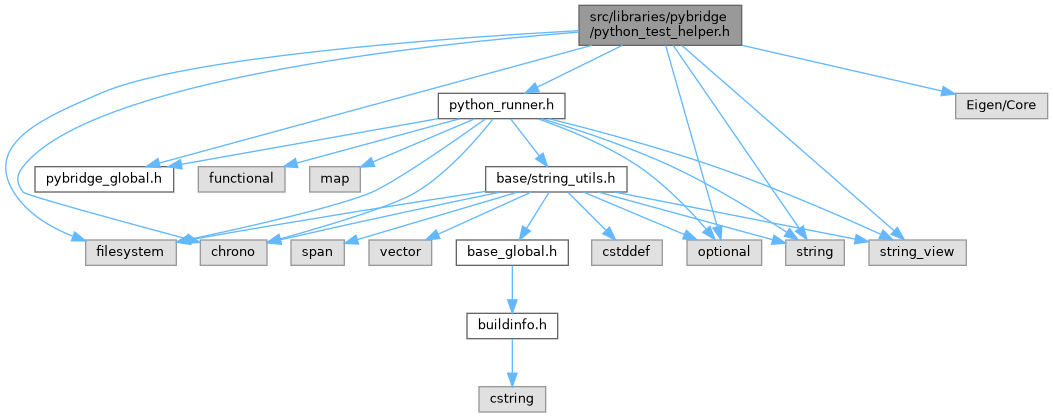 src/libraries/pybridge
/python_test_helper.h
python_runner.h
Eigen/Core
pybridge_global.h
functional
map
base/string_utils.h
filesystem
chrono
span
vector
base_global.h
cstddef
optional
string
string_view
buildinfo.h
cstring